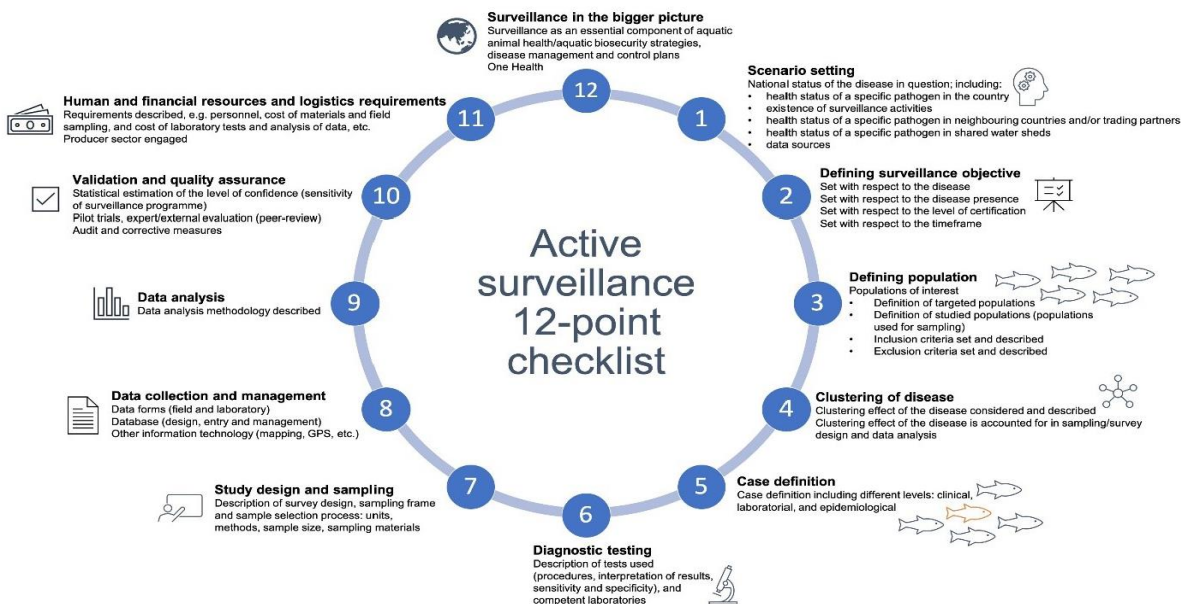 Active
surveillance
12-point
checklist
1
Scenario setting
National status of the disease in question; including:
• health status of a specific pathogen in the country
• existence of surveillance activities
• health status of a specific pathogen in neighbouring countries and/or trading partners
• health status of a specific pathogen in shared water sheds
• data sources
2
Defining surveillance objective
Set with respect to the disease
Set with respect to the disease presence
Set with respect to the level of certification
Set with respect to the timeframe
3
Defining population
Populations of interest
• Definition of targeted populations
• Definition of studied populations (populations
used for sampling)
• Inclusion criteria set and described
• Exclusion criteria set and described
4
Clustering of disease
Clustering effect of the disease considered and described
Clustering effect of the disease is accounted for in sampling/survey
design and data analysis
5
Case definition
Case definition including different levels: clinical,
laboratorial, and epidemiological
6
Diagnostic testing
Description of tests used
(procedures, interpretation of results,
sensitivity and specificity), and
competent laboratories
7
Study design and sampling
Description of survey design, sampling frame
and sample selection process: units,
methods, sample size, sampling materials
8
Data collection and management
Data forms (field and laboratory)
Database (design, entry and management)
Other information technology (mapping, GPS, etc.)
9
Data analysis
Data analysis methodology described
10
Validation and quality assurance
Statistical estimation of the level of confidence (sensitivity
of surveillance programme)
Pilot trials, expert/external evaluation (peer-review)
Audit and corrective measures
11
Human and financial resources and logistics requirements
Requirements described, e.g. personnel, cost of materials and field
sampling, and cost of laboratory tests and analysis of data, etc.
Producer sector engaged
12
Surveillance in the bigger picture
Surveillance as an essential component of aquatic
animal health/aquatic biosecurity strategies,
disease management and control plans
One Health